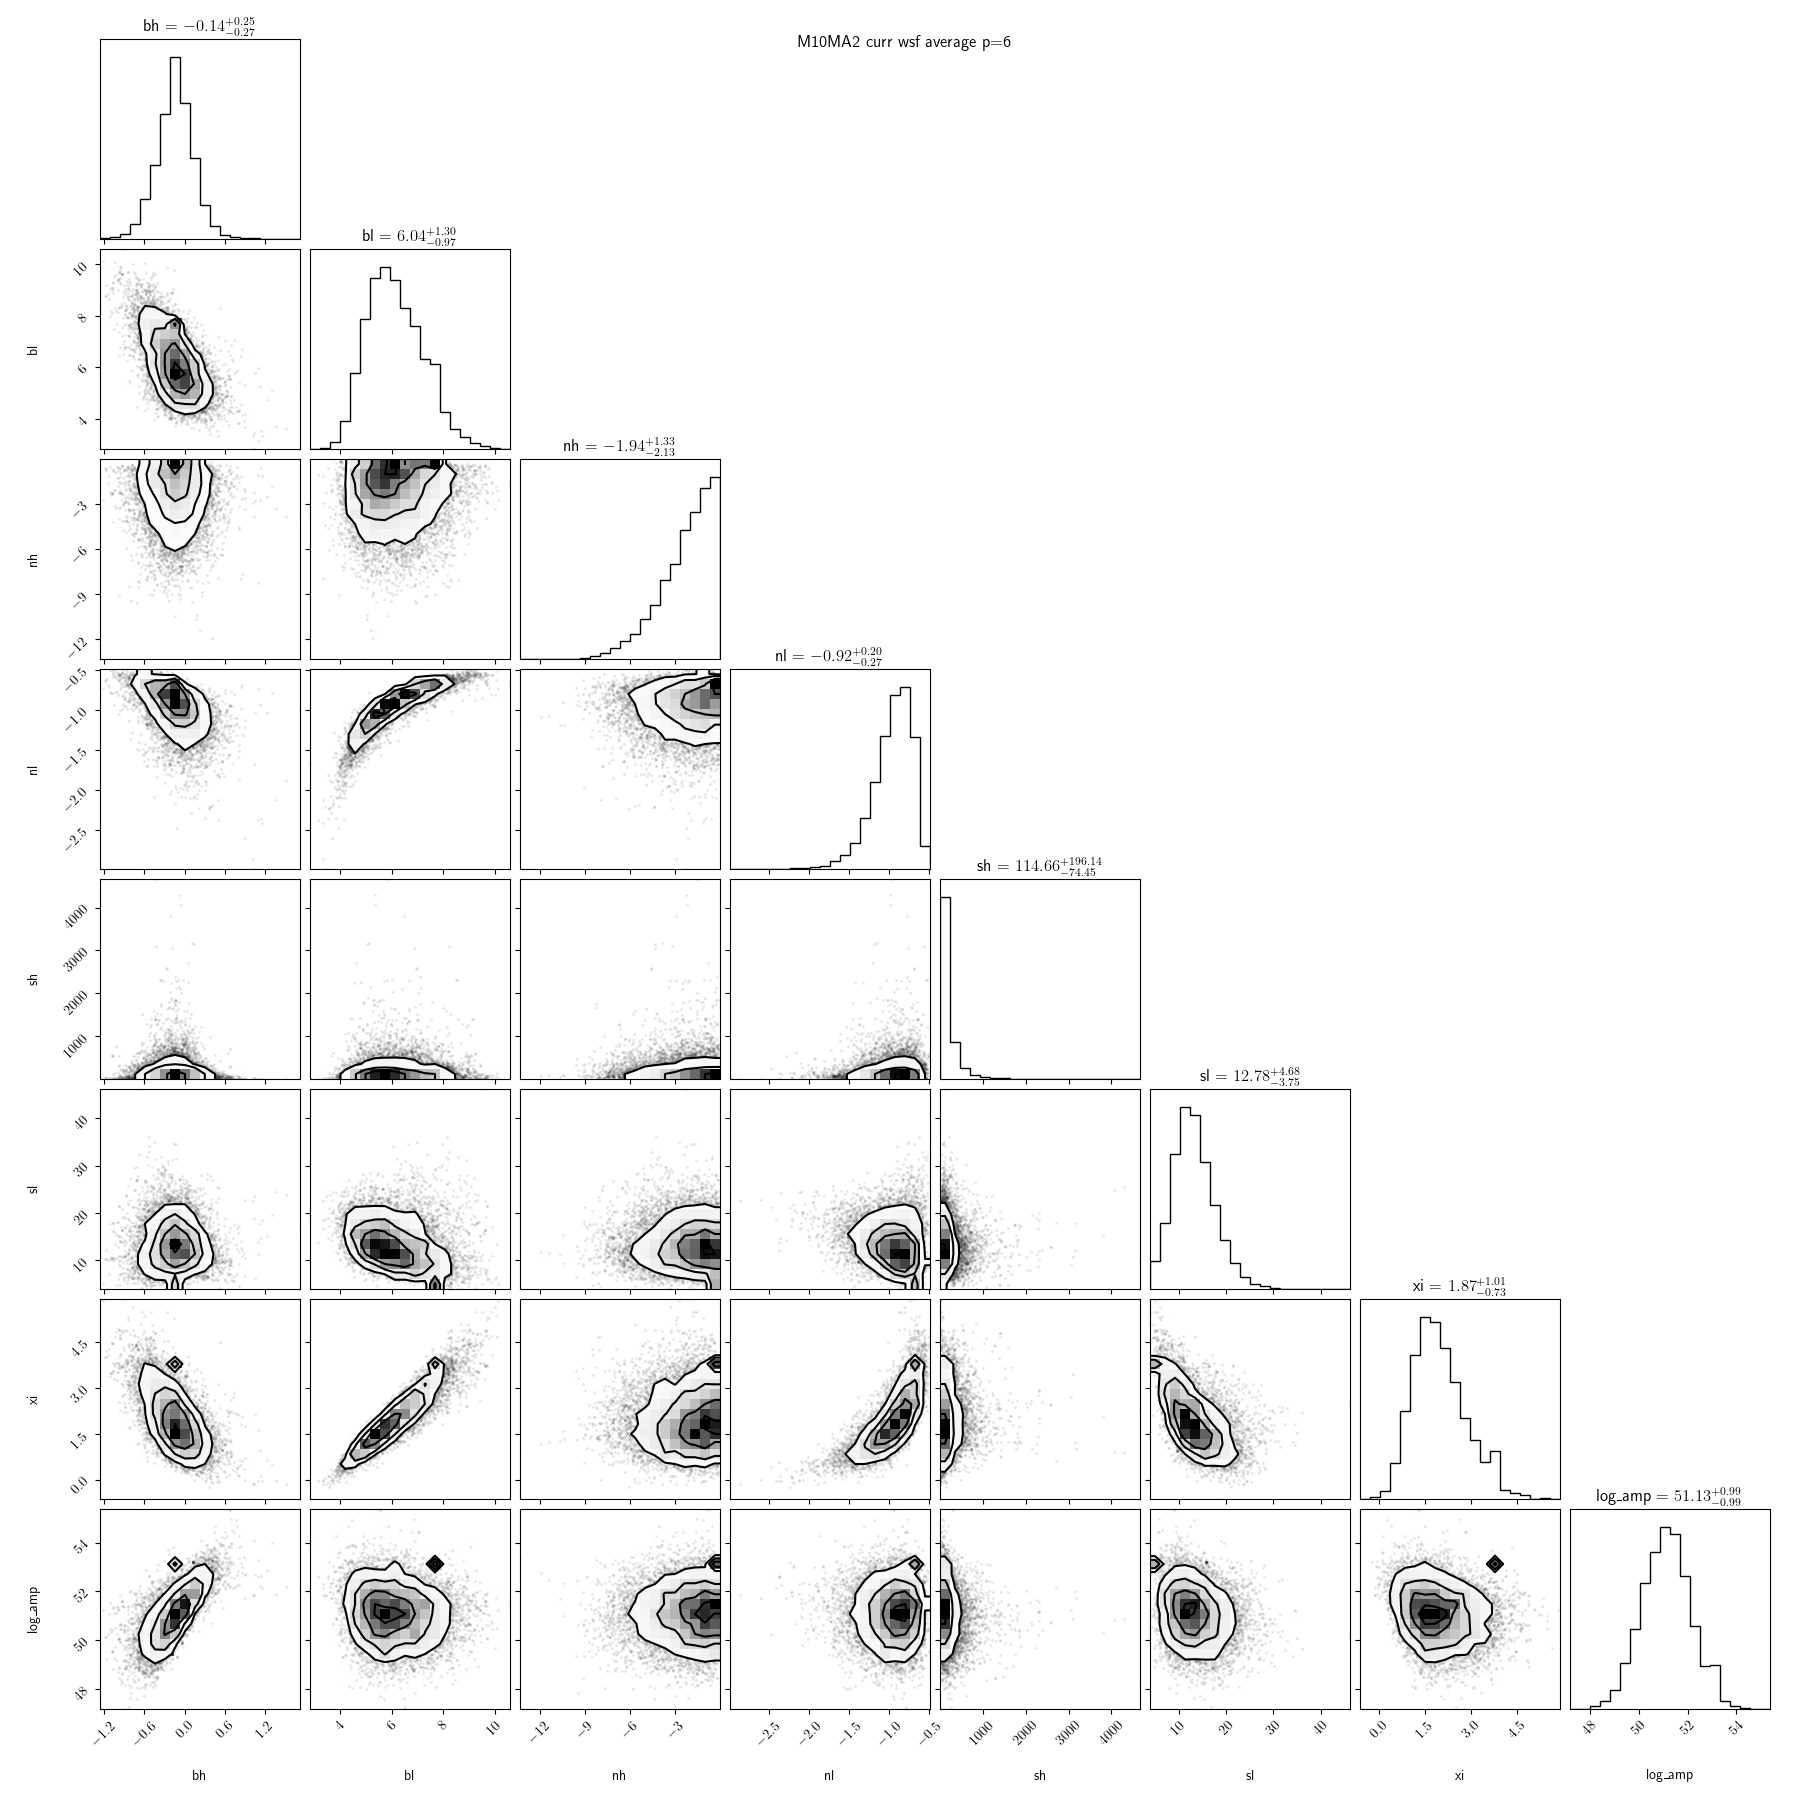 M10MA2 curr wsf average p=6
bh = −0.14+0.25−0.27
bl = 6.04+1.30−0.97
nh = −1.94+1.33−2.13
nl = −0.92+0.20−0.27
sh = 114.66+196.14−74.45
sl = 12.78+4.68−3.75
xi = 1.87+1.01−0.73
log_amp = 51.13+0.99−0.99
10
8
6
4
bl
−3
−6
−9
−12
nh
−0.5
−1.0
−1.5
−2.0
−2.5
nl
4000
3000
2000
1000
sh
40
30
20
10
sl
4.5
3.0
1.5
0.0
xi
54
52
50
48
log_amp
−1.2 −0.6 0.0 0.6 1.2
4 6 8 10
−12 −9 −6 −3
−2.5 −2.0 −1.5 −1.0 −0.5
1000 2000 3000 4000
10 20 30 40
0.0 1.5 3.0 4.5
48 50 52 54
bh bl nh nl sh sl xi log_amp